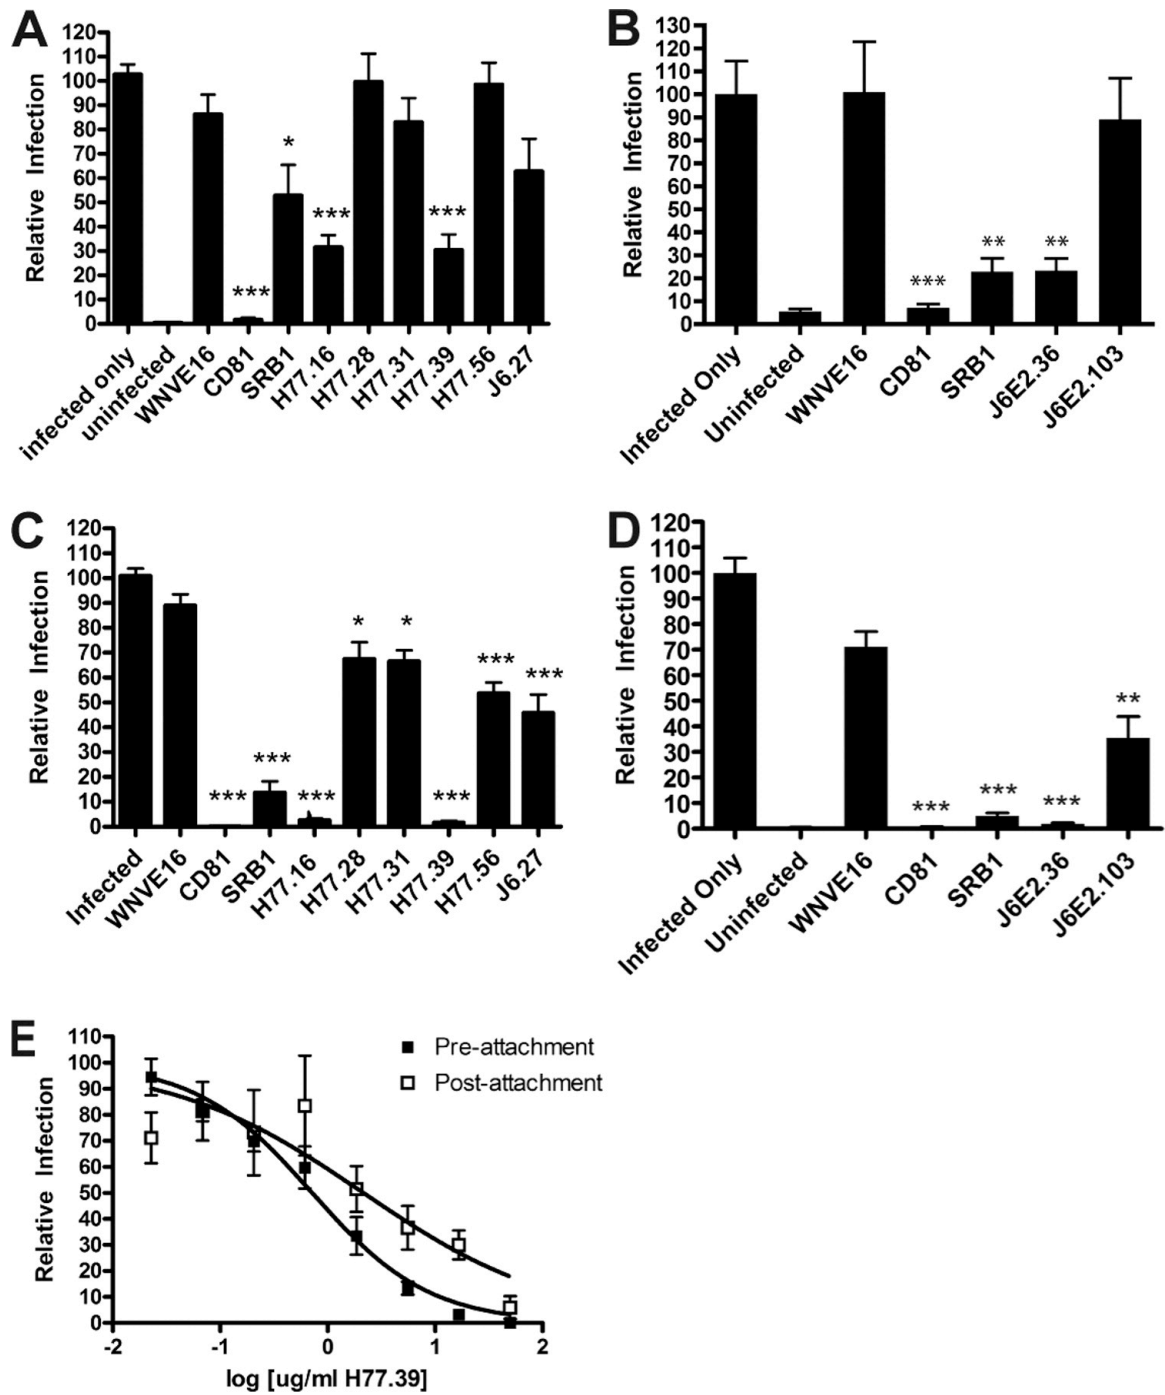 A
120
110
100
90
80
70
60
50
40
30
20
10
0
Relative Infection
*
***
***
***
infected only
uninfected
WNVE16
CD81
SRB1
H77.16
H77.28
H77.31
H77.39
H77.56
J6.27
B
130
120
110
100
90
80
70
60
50
40
30
20
10
0
Relative Infection
***
**
**
Infected Only
Uninfected
WNVE16
CD81
SRB1
J6E2.36
J6E2.103
C
120
110
100
90
80
70
60
50
40
30
20
10
0
Relative Infection
***
***
***
*
*
***
***
***
Infected
WNVE16
CD81
SRB1
H77.16
H77.28
H77.31
H77.39
H77.56
J6.27
D
120
110
100
90
80
70
60
50
40
30
20
10
0
Relative Infection
***
***
***
**
Infected Only
Uninfected
WNVE16
CD81
SRB1
J6E2.36
J6E2.103
E
110
100
90
80
70
60
50
40
30
20
10
0
Relative Infection
Pre-attachment
Post-attachment
-2 -1 0 1 2
log [ug/ml H77.39]